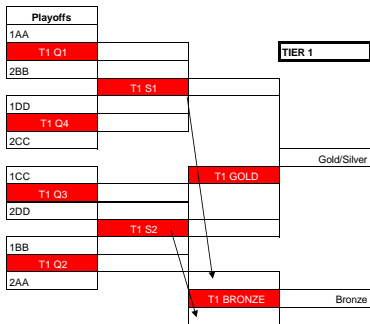 Playoffs
1AA
T1 Q1
TIER 1
2BB
T1 S1
1DD
T1 Q4
2CC
Gold/Silver
1CC
T1 GOLD
T1 Q3
2DD
T1 S2
1BB
T1 Q2
2AA
T1 BRONZE
Bronze